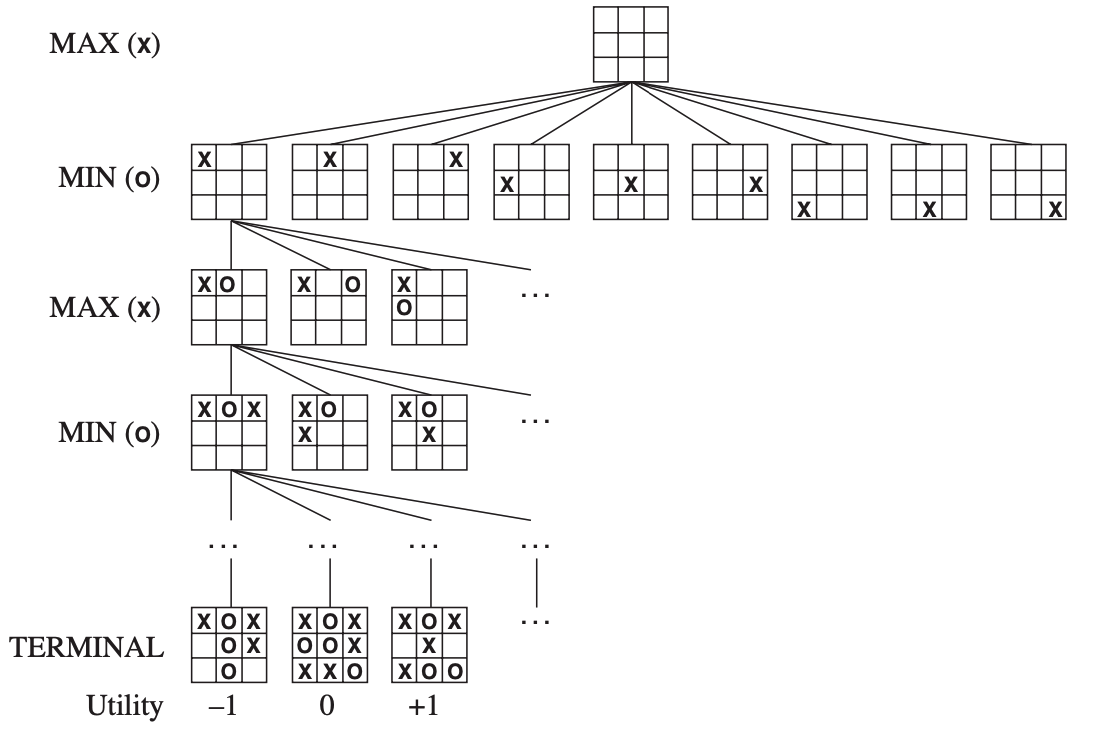 MAX (X)
MIN (O)
X X X X X X X X X
MAX (X)
X O X O X
O
...
MIN (O)
X O X X O X O
X X
...
... ... ... ...
TERMINAL
X O X X O X X O X
O X O O X X
O X X O X O O
...
Utility –1 0 +1